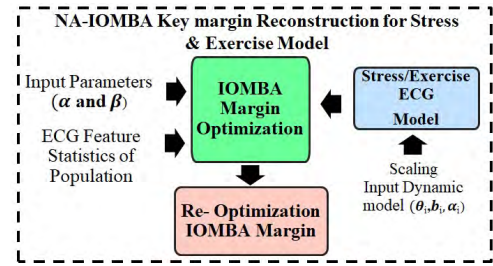 NA-IOMBA Key margin Reconstruction for Stress
& Exercise Model
Input Parameters
(α and β)
ECG Feature
Statistics of
Population
IOMBA
Margin
Optimization
Stress/Exercise
ECG
Model
Scaling
Input Dynamic
model (θi,bi,αi)
Re- Optimization
IOMBA Margin